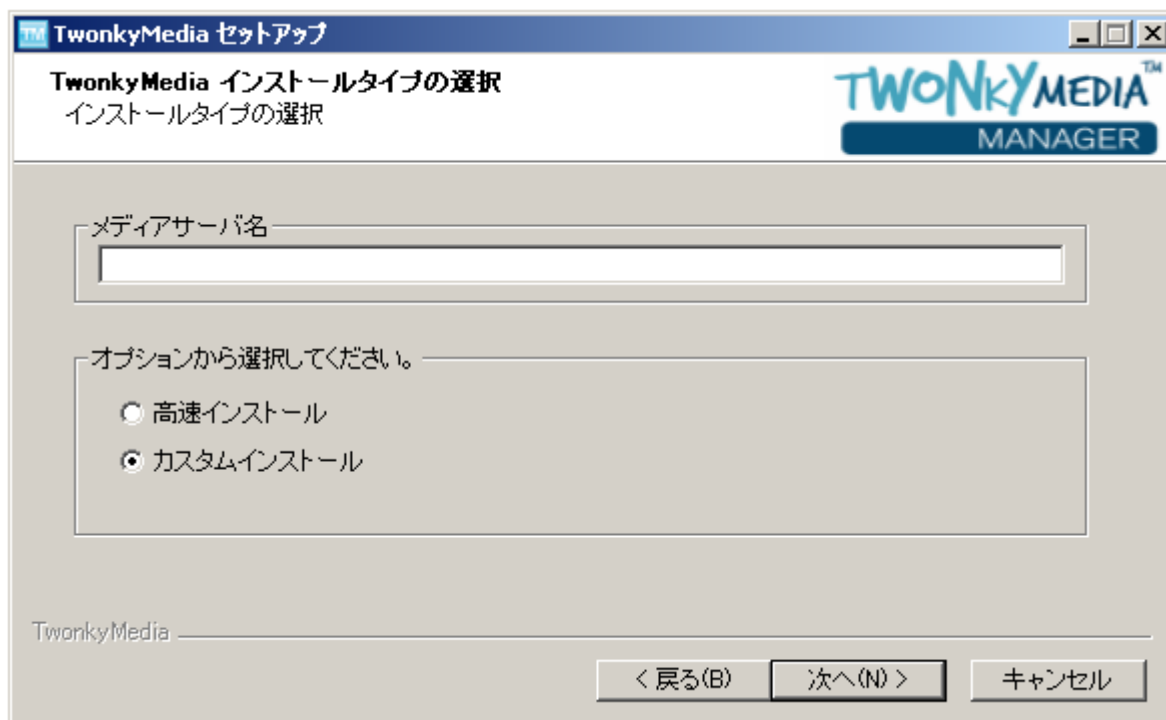 TwonkyMedia セットアップ
TwonkyMedia インストールタイプの選択
インストールタイプの選択
TWONKYMEDIA™
MANAGER
メディアサーバ名
オプションから選択してください。
高速インストール
カスタムインストール
TwonkyMedia
< 戻る(B)
次へ(N) >
キャンセル